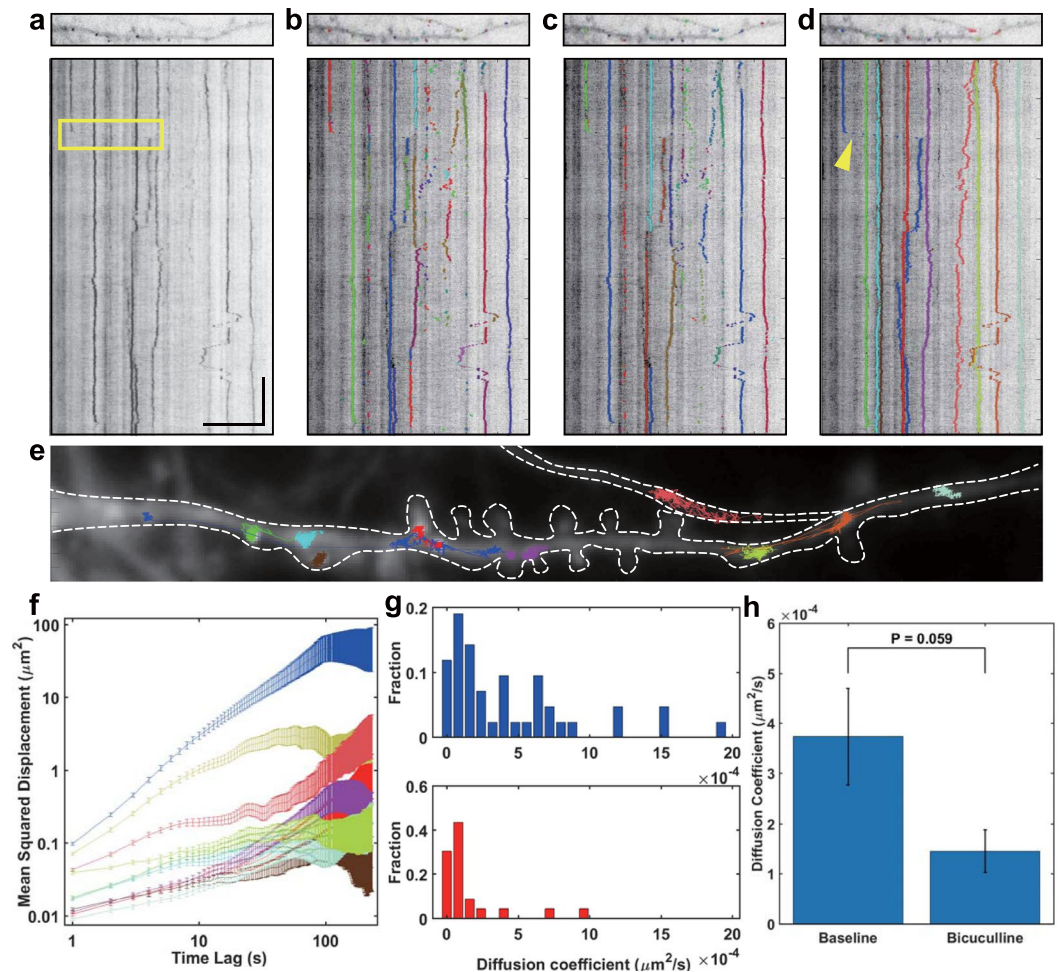 a
b
c
d
e
f
Mean Squared Displacement (μm²)
100
10
1
0.1
0.01
1
10
100
Time Lag (s)
g
Fraction
0.2
0.1
0
0
5
10
15
20
×10⁻⁴
Fraction
0.6
0.4
0.2
0
0
5
10
15
20
Diffusion coefficient (μm²/s) ×10⁻⁴
h
×10⁻⁴
Diffusion Coefficient (μm²/s)
6
5
4
3
2
1
0
P = 0.059
Baseline
Bicuculline